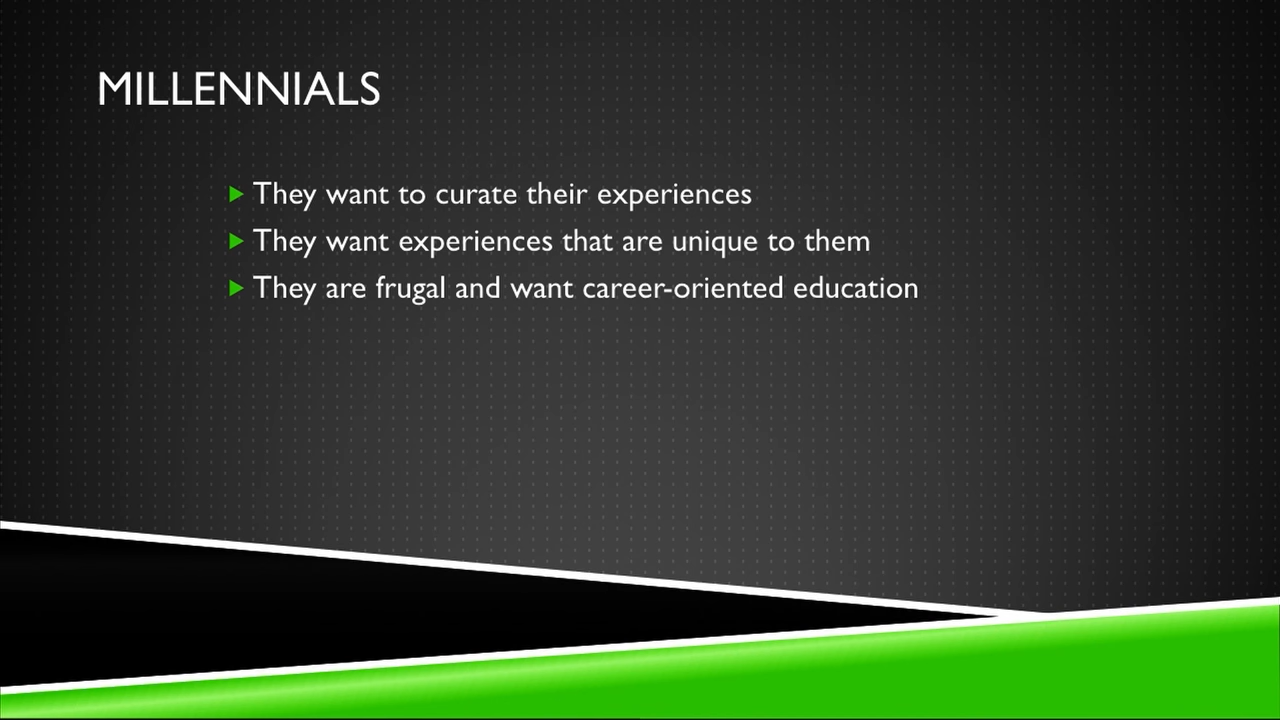 MILLENNIALS
They want to curate their experiences
They want experiences that are unique to them
They are frugal and want career-oriented education